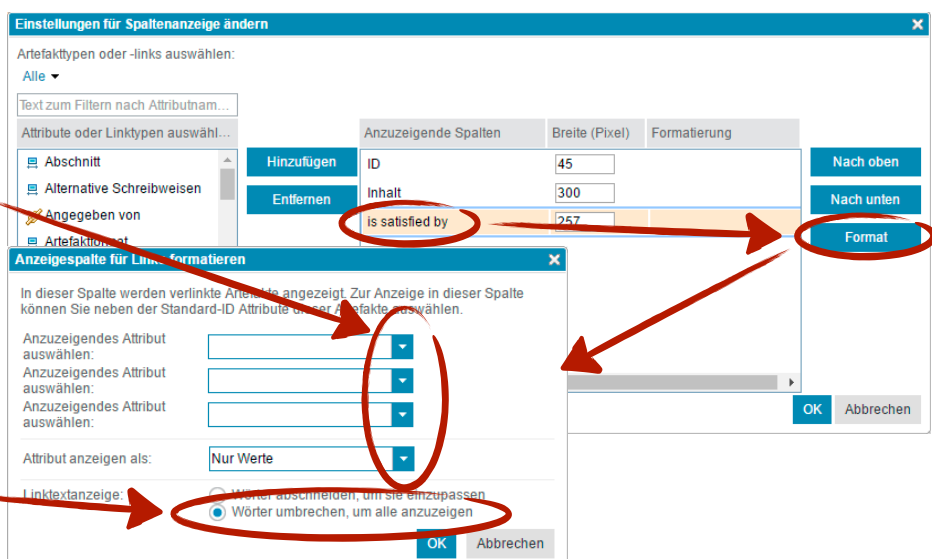 Einstellungen für Spaltenanzeige ändern
Artefakttypen oder -links auswählen:
Alle
Text zum Filtern nach Attributnam...
Attribute oder Linktypen auswähl...
Anzuzeigende Spalten
Breite (Pixel)
Formatierung
Abschnitt
Alternative Schreibweisen
Angegeben von
Artefaktformat
Hinzufügen
Entfernen
ID
45
Inhalt
300
is satisfied by
257
Nach oben
Nach unten
Format
OK
Abbrechen
Anzeigespalte für Links formatieren
In dieser Spalte werden verlinkte Artefakte angezeigt. Zur Anzeige in dieser Spalte
können Sie neben der Standard-ID Attribute dieser Artefakte auswählen.
Anzuzeigendes Attribut
auswählen:
Anzuzeigendes Attribut
auswählen:
Anzuzeigendes Attribut
auswählen:
Attribut anzeigen als:
Nur Werte
Linktextanzeige:
Wörter abschneiden, um sie einzupassen
Wörter umbrechen, um alle anzuzeigen
OK
Abbrechen